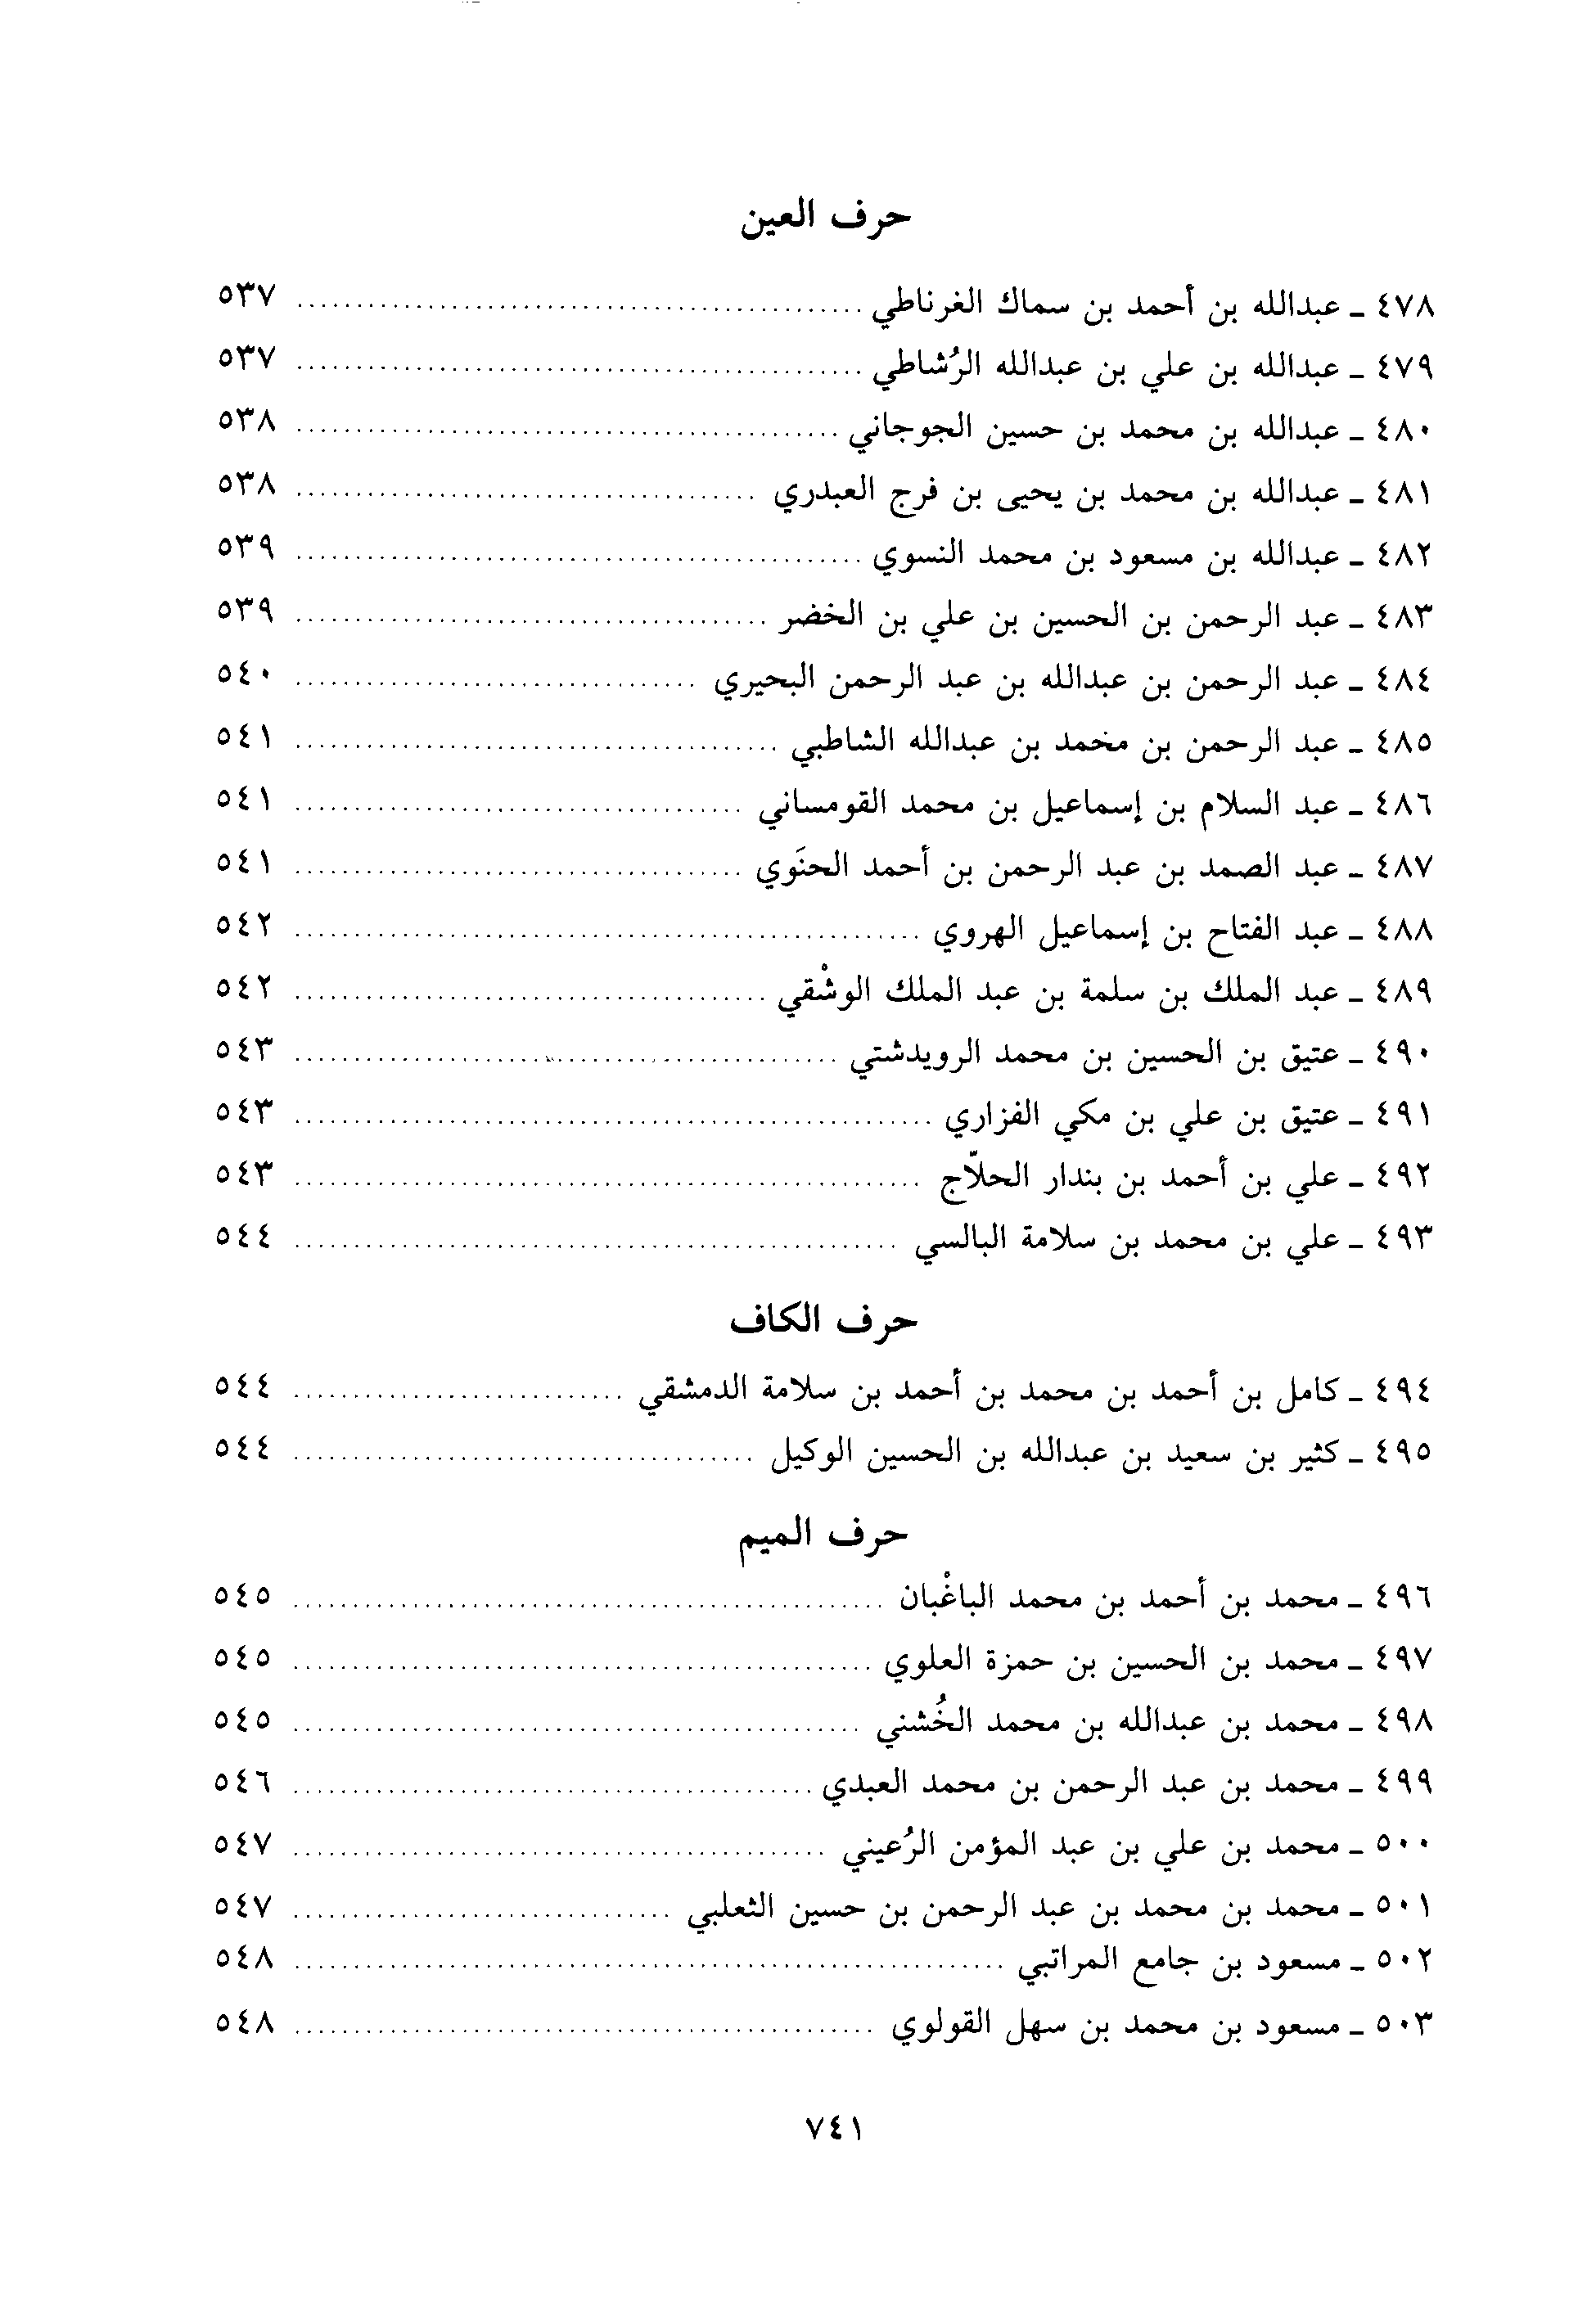 حرف العين
٤٧٨ ـ عبدالله بن أحمد بن سماك الغرناطي ........ ٥٣٧
٤٧٩ ـ عبدالله بن علي بن عبدالله الرُشاطي ........ ٥٣٧
٤٨٠ ـ عبدالله بن محمد بن حسين الجوجاني ........ ٥٣٨
٤٨١ ـ عبدالله بن محمد بن يحيى بن فرج العبدري ........ ٥٣٨
٤٨٢ ـ عبدالله بن مسعود بن محمد النسوي ........ ٥٣٩
٤٨٣ ـ عبد الرحمن بن الحسين بن علي بن الخضر ........ ٥٣٩
٤٨٤ ـ عبد الرحمن بن عبدالله بن عبد الرحمن البحيري ........ ٥٤٠
٤٨٥ ـ عبد الرحمن بن مخمد بن عبدالله الشاطبي ........ ٥٤١
٤٨٦ ـ عبد السلام بن إسماعيل بن محمد القومساني ........ ٥٤١
٤٨٧ ـ عبد الصمد بن عبد الرحمن بن أحمد الحنَوي ........ ٥٤١
٤٨٨ ـ عبد الفتاح بن إسماعيل الهروي ........ ٥٤٢
٤٨٩ ـ عبد الملك بن سلمة بن عبد الملك الوشْقي ........ ٥٤٢
٤٩٠ ـ عتيق بن الحسين بن محمد الرويدشتي ........ ٥٤٣
٤٩١ ـ عتيق بن علي بن مكي الفزاري ........ ٥٤٣
٤٩٢ ـ علي بن أحمد بن بندار الحلاّج ........ ٥٤٣
٤٩٣ ـ علي بن محمد بن سلامة البالسي ........ ٥٤٤
حرف الكاف
٤٩٤ ـ كامل بن أحمد بن محمد بن أحمد بن سلامة الدمشقي ........ ٥٤٤
٤٩٥ ـ كثير بن سعيد بن عبدالله بن الحسين الوكيل ........ ٥٤٤
حرف الميم
٤٩٦ ـ محمد بن أحمد بن محمد الباغْبان ........ ٥٤٥
٤٩٧ ـ محمد بن الحسين بن حمزة العلوي ........ ٥٤٥
٤٩٨ ـ محمد بن عبدالله بن محمد الخُشني ........ ٥٤٥
٤٩٩ ـ محمد بن عبد الرحمن بن محمد العبدي ........ ٥٤٦
٥٠٠ ـ محمد بن علي بن عبد المؤمن الرُعيني ........ ٥٤٧
٥٠١ ـ محمد بن محمد بن عبد الرحمن بن حسين الثعلبي ........ ٥٤٧
٥٠٢ ـ مسعود بن جامع المراتبي ........ ٥٤٨
٥٠٣ ـ مسعود بن محمد بن سهل القولوي ........ ٥٤٨
٧٤١